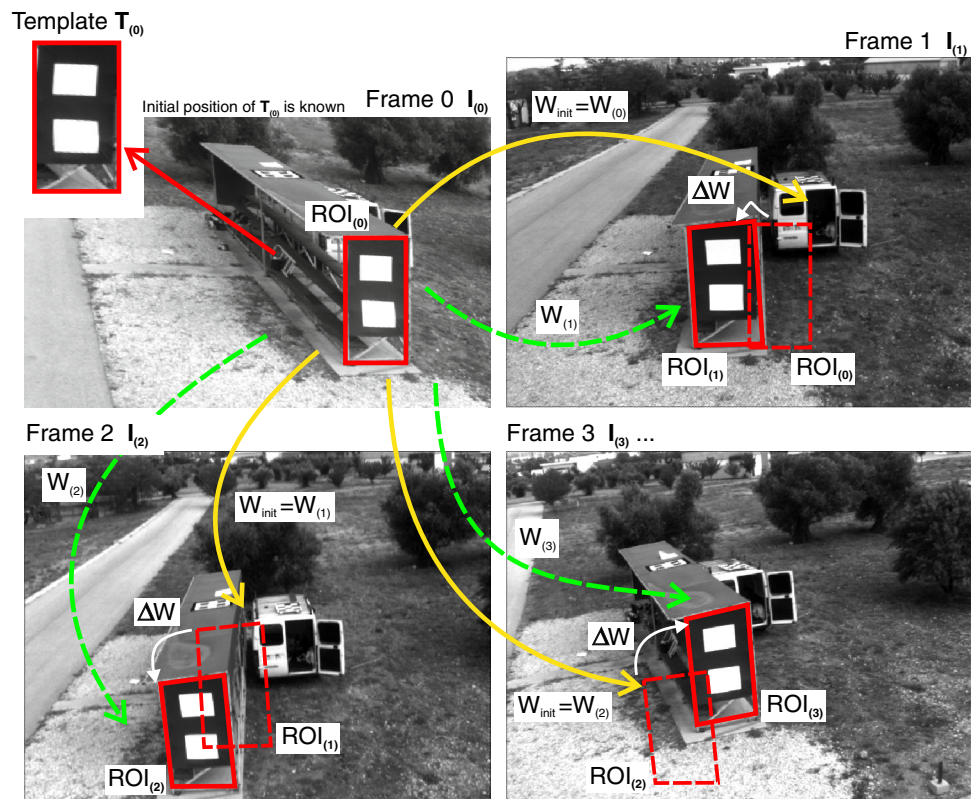 Template T(0)
Initial position of T(0) is known
Frame 0 I(0)
ROI(0)
Frame 1 I(1)
Winit=W(0)
ΔW
W(1)
ROI(1)
ROI(0)
Frame 2 I(2)
W(2)
Winit=W(1)
ΔW
ROI(1)
ROI(2)
Frame 3 I(3) ...
W(3)
ΔW
Winit=W(2)
ROI(3)
ROI(2)